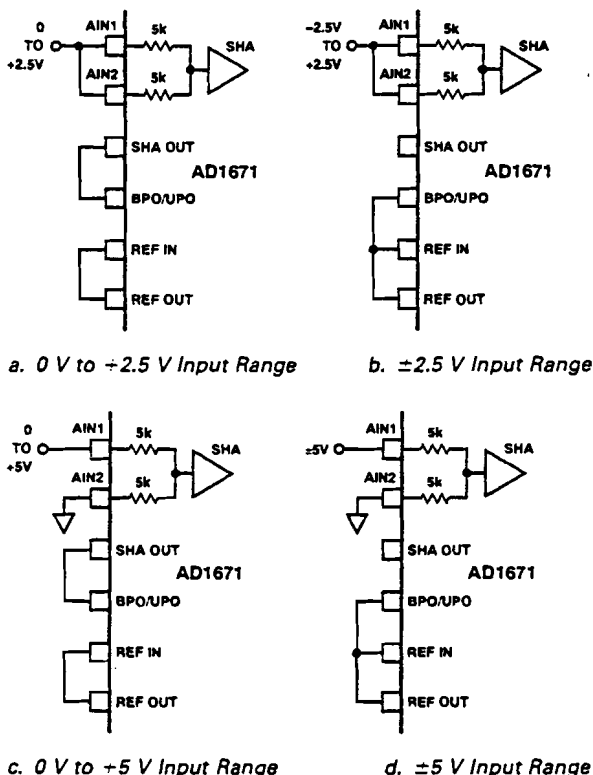 0
TO
+2.5V
AIN1
5k
SHA
AIN2
5k
SHA OUT
AD1671
BPO/UPO
REF IN
REF OUT
a. 0 V to +2.5 V Input Range
−2.5V
TO
+2.5V
AIN1
5k
SHA
AIN2
5k
SHA OUT
AD1671
BPO/UPO
REF IN
REF OUT
b. ±2.5 V Input Range
0
TO
+5V
AIN1
5k
SHA
AIN2
5k
SHA OUT
AD1671
BPO/UPO
REF IN
REF OUT
c. 0 V to +5 V Input Range
±5V
AIN1
5k
SHA
AIN2
5k
SHA OUT
AD1671
BPO/UPO
REF IN
REF OUT
d. ±5 V Input Range